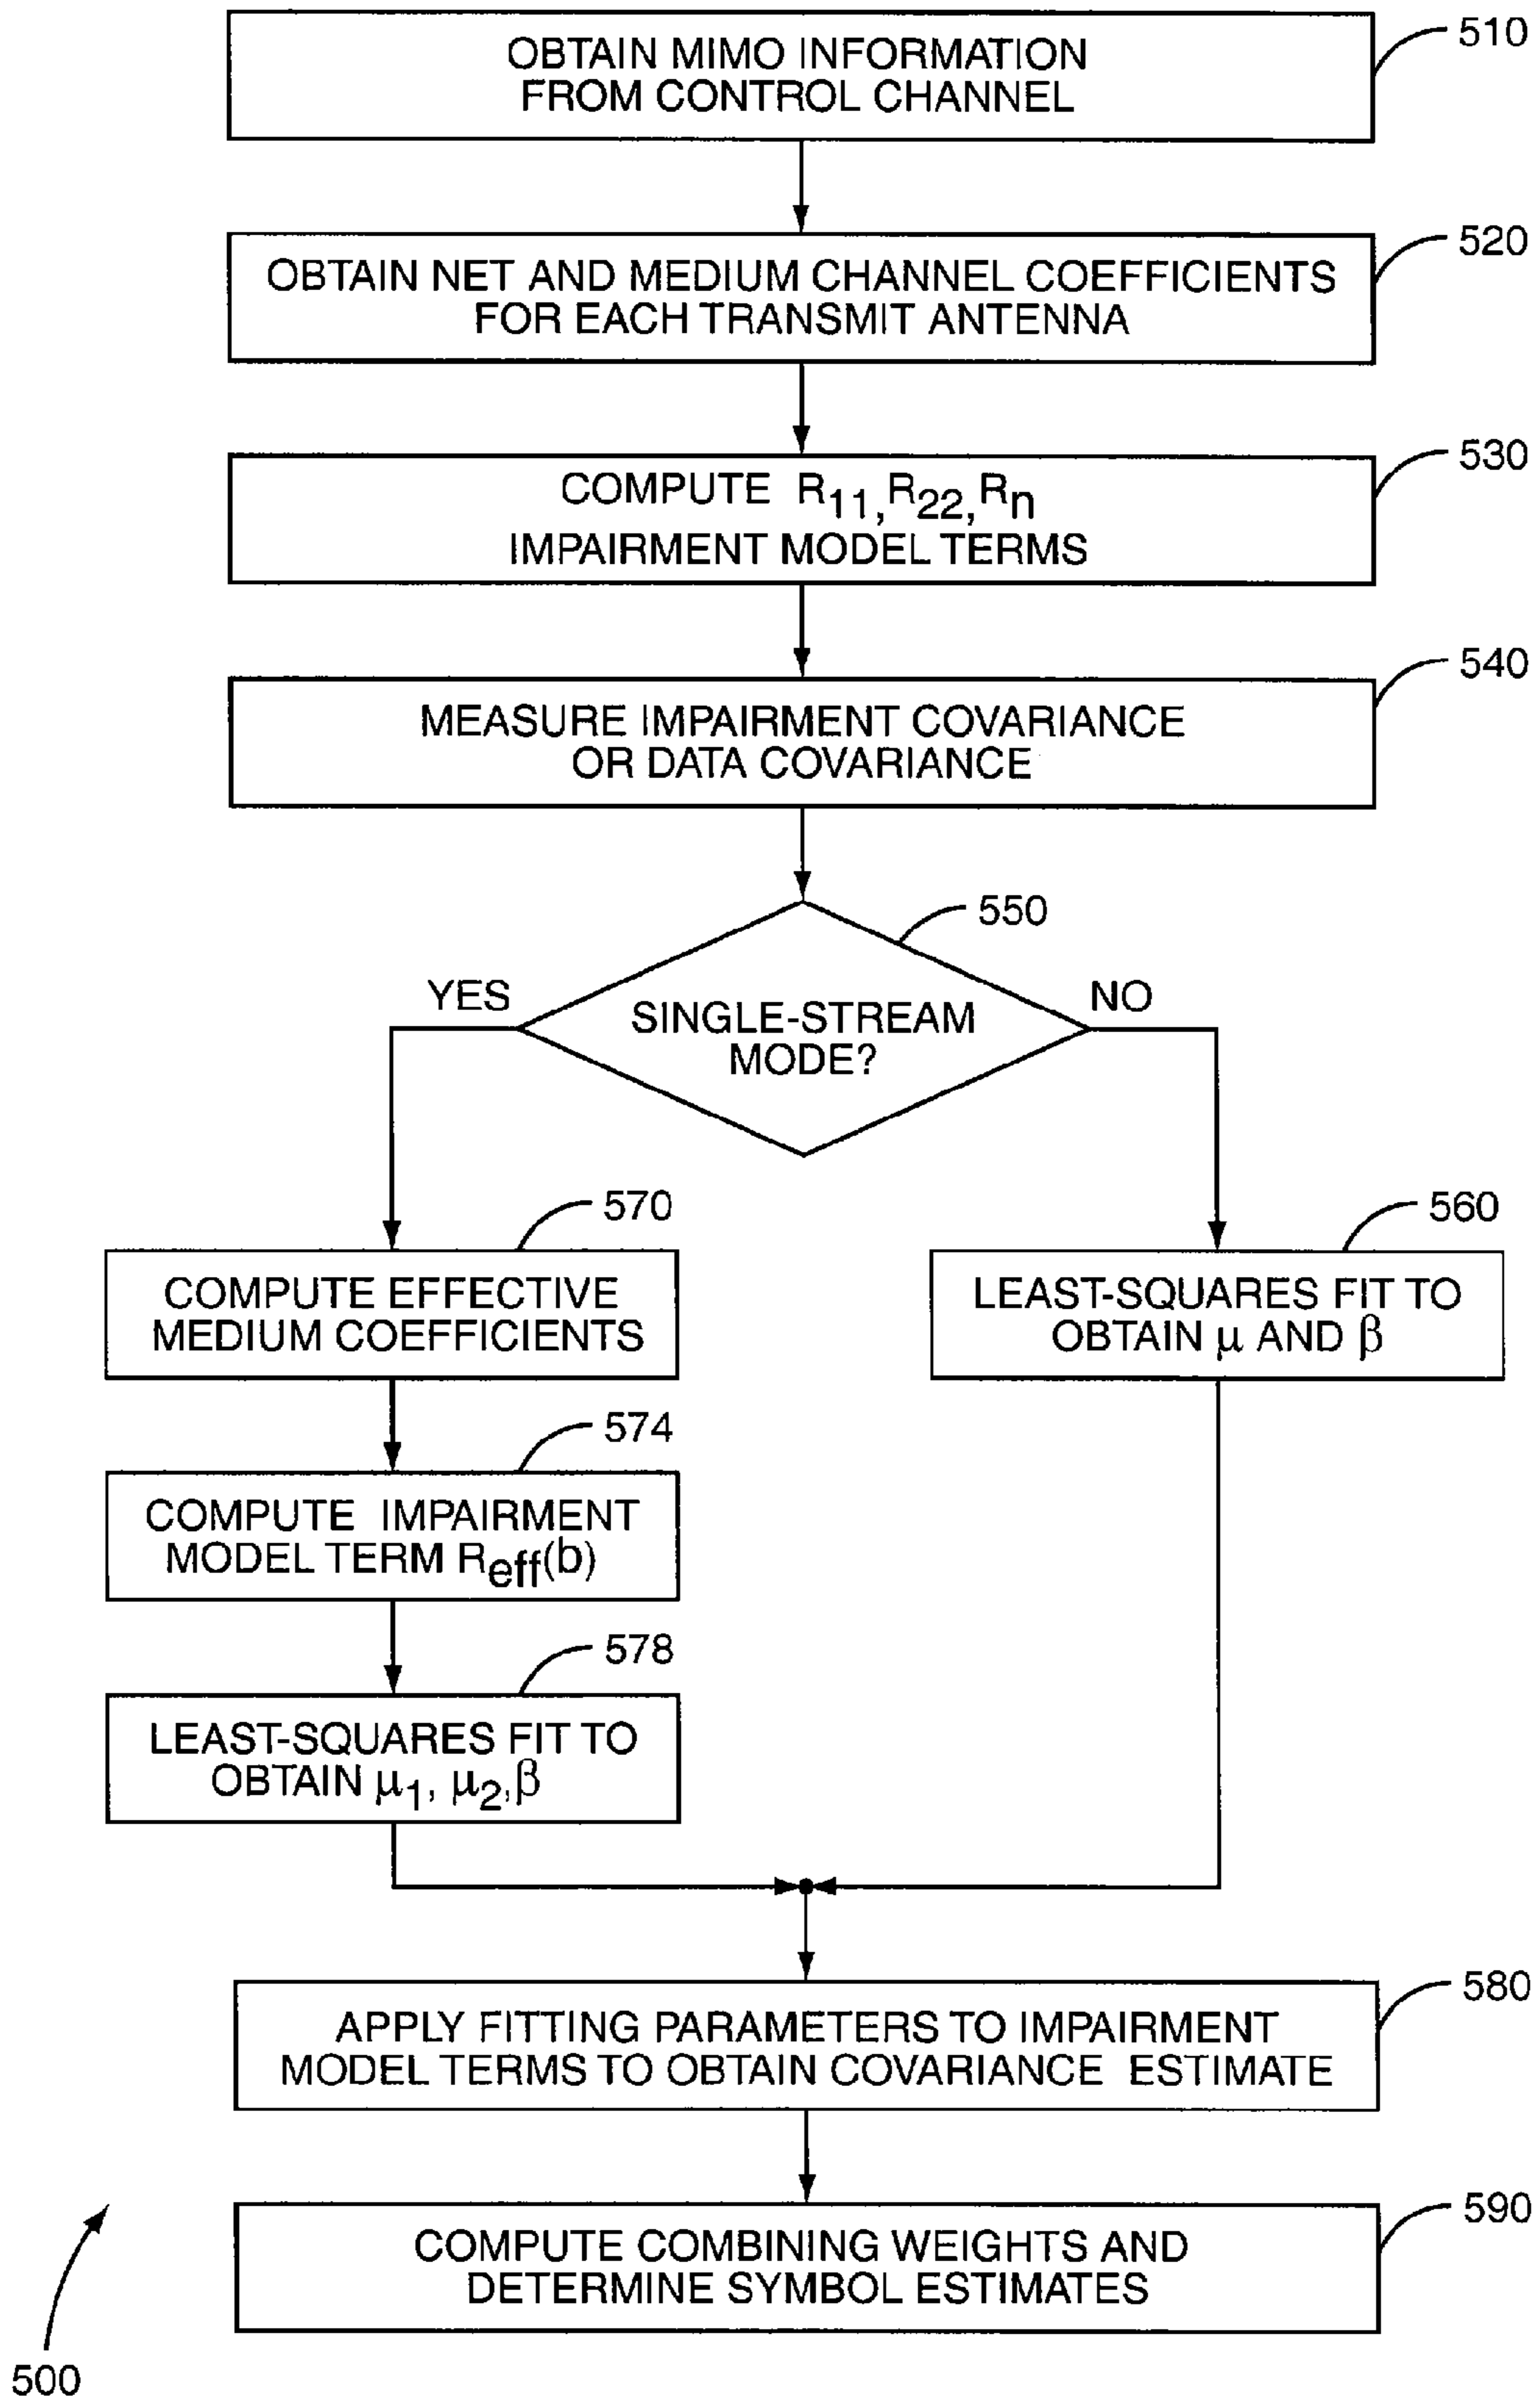 510
OBTAIN MIMO INFORMATION
FROM CONTROL CHANNEL
520
OBTAIN NET AND MEDIUM CHANNEL COEFFICIENTS
FOR EACH TRANSMIT ANTENNA
530
COMPUTE R11, R22, Rn
IMPAIRMENT MODEL TERMS
540
MEASURE IMPAIRMENT COVARIANCE
OR DATA COVARIANCE
550
YES
NO
SINGLE-STREAM
MODE?
570
COMPUTE EFFECTIVE
MEDIUM COEFFICIENTS
560
LEAST-SQUARES FIT TO
OBTAIN μ AND β
574
COMPUTE IMPAIRMENT
MODEL TERM Reff(b)
578
LEAST-SQUARES FIT TO
OBTAIN μ1, μ2, β
580
APPLY FITTING PARAMETERS TO IMPAIRMENT
MODEL TERMS TO OBTAIN COVARIANCE ESTIMATE
590
COMPUTE COMBINING WEIGHTS AND
DETERMINE SYMBOL ESTIMATES
500